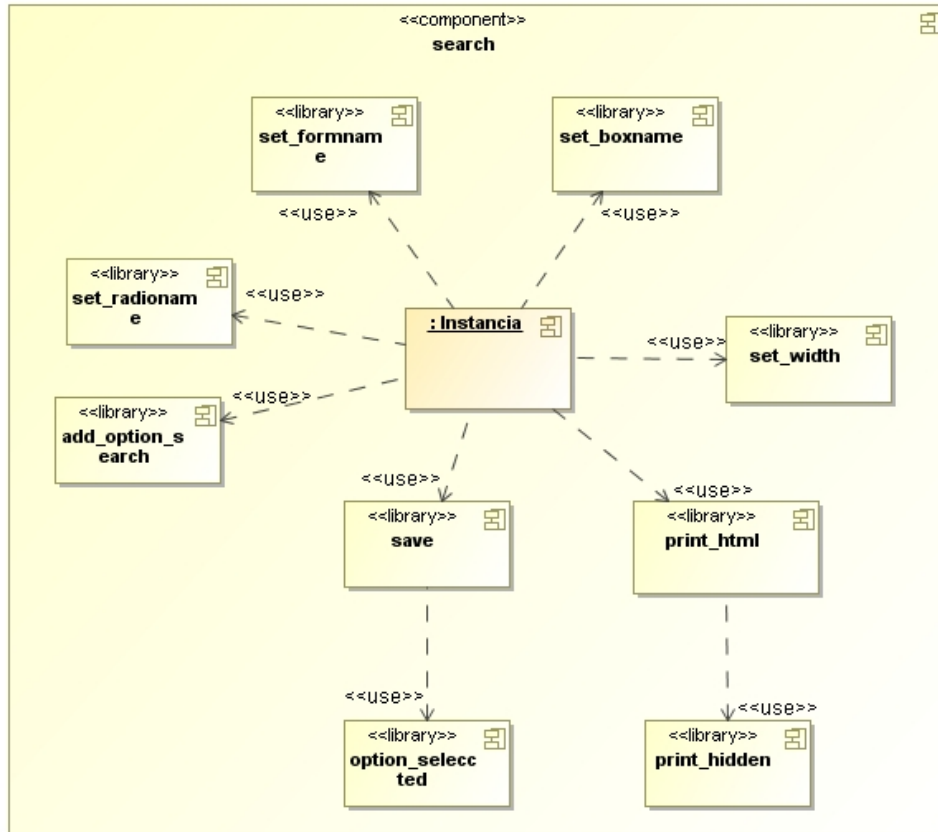 <<component>>
search
<<library>>
set_formnam
e
<<library>>
set_boxname
<<use>>
<<use>>
<<library>>
set_radionam
e
<<use>>
: Instancia
<<library>>
set_width
<<use>>
<<use>>
<<library>>
add_option_s
earch
<<use>>
<<use>>
<<library>>
save
<<library>>
print_html
<<use>>
<<use>>
<<library>>
option_selecc
ted
<<library>>
print_hidden